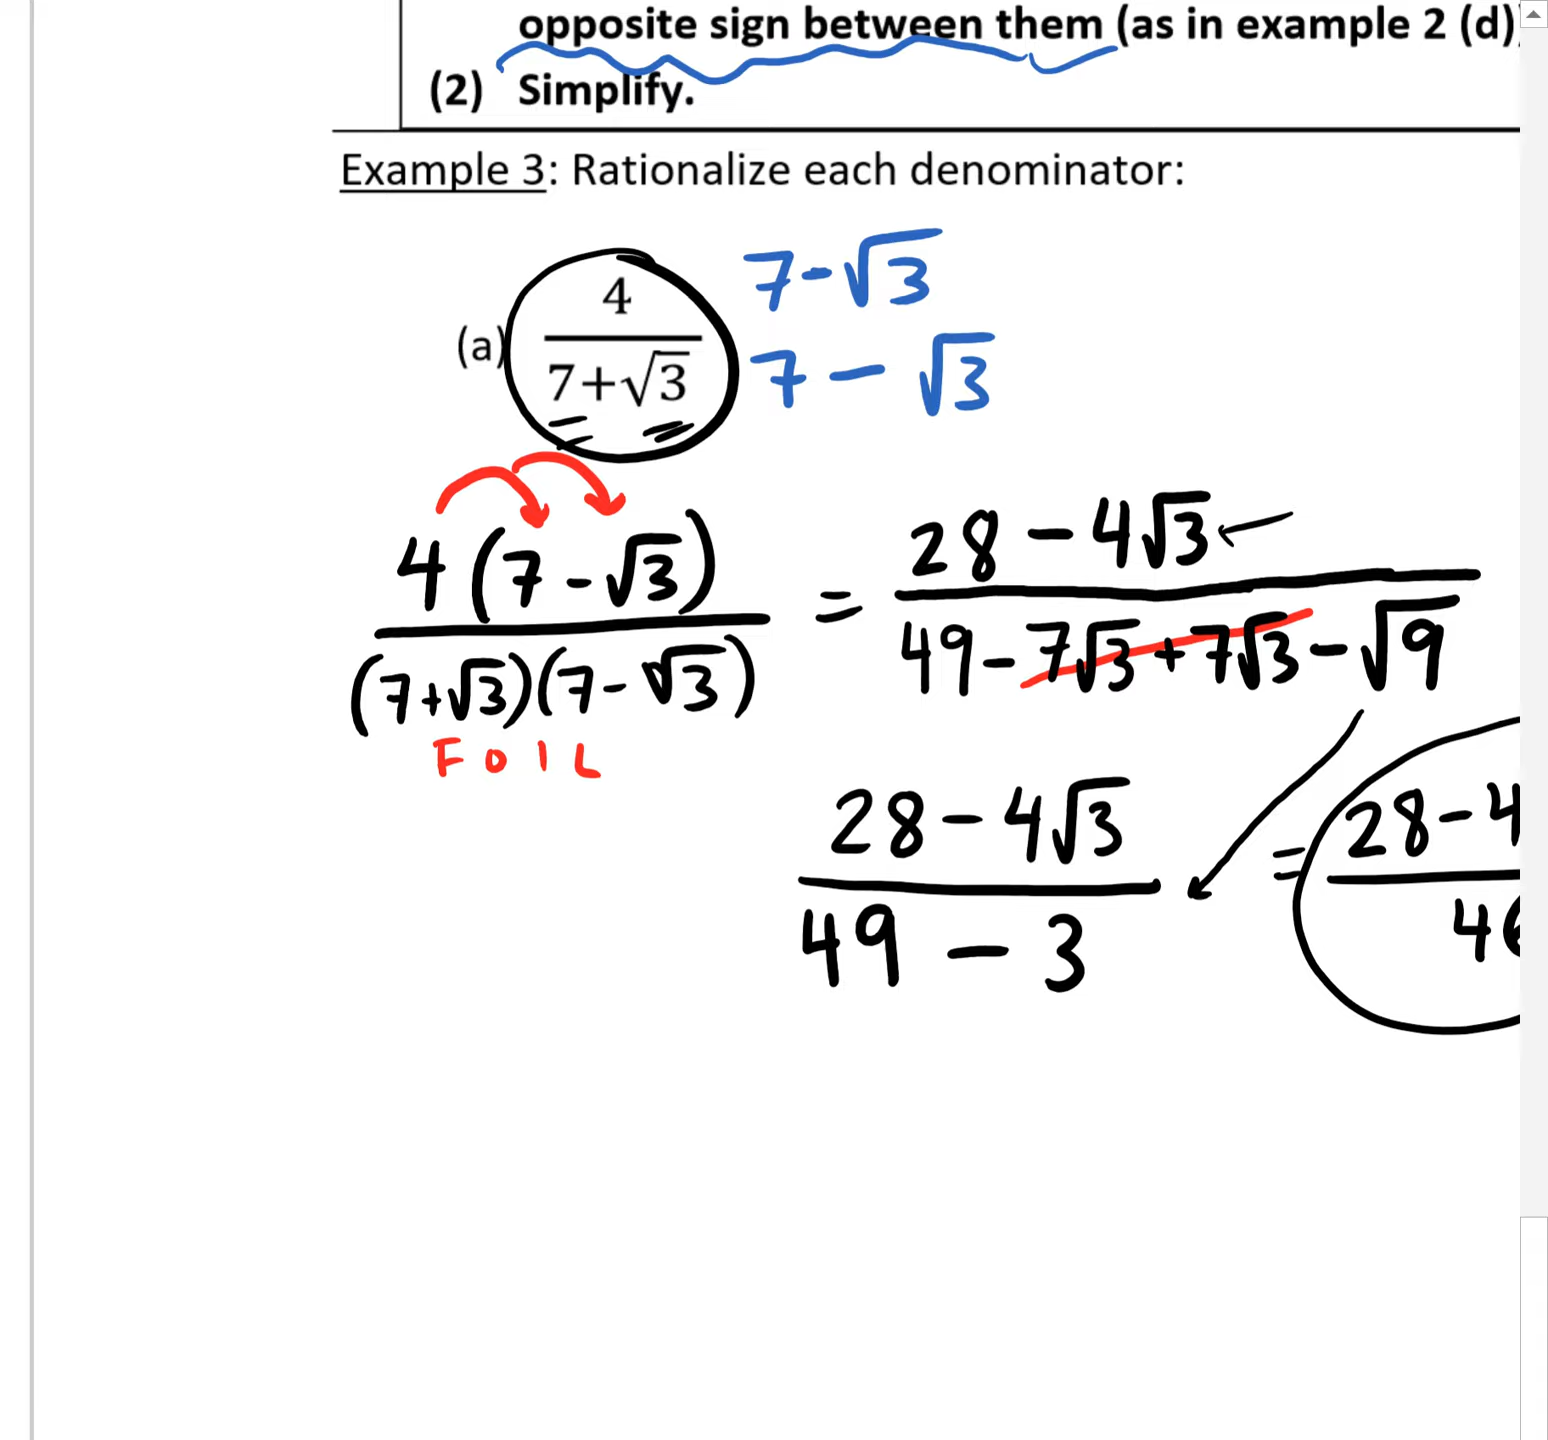 opposite sign between them (as in example 2 (d)
(2) Simplify.
Example 3: Rationalize each denominator:
(a) 4 / 7+√3
7-√3
7 - √3
4(7-√3) / (7+√3)(7-√3) = 28 - 4√3 / 49 - 7√3 + 7√3 - √9
F O I L
28 - 4√3 / 49 - 3 = 28 - 4 / 46